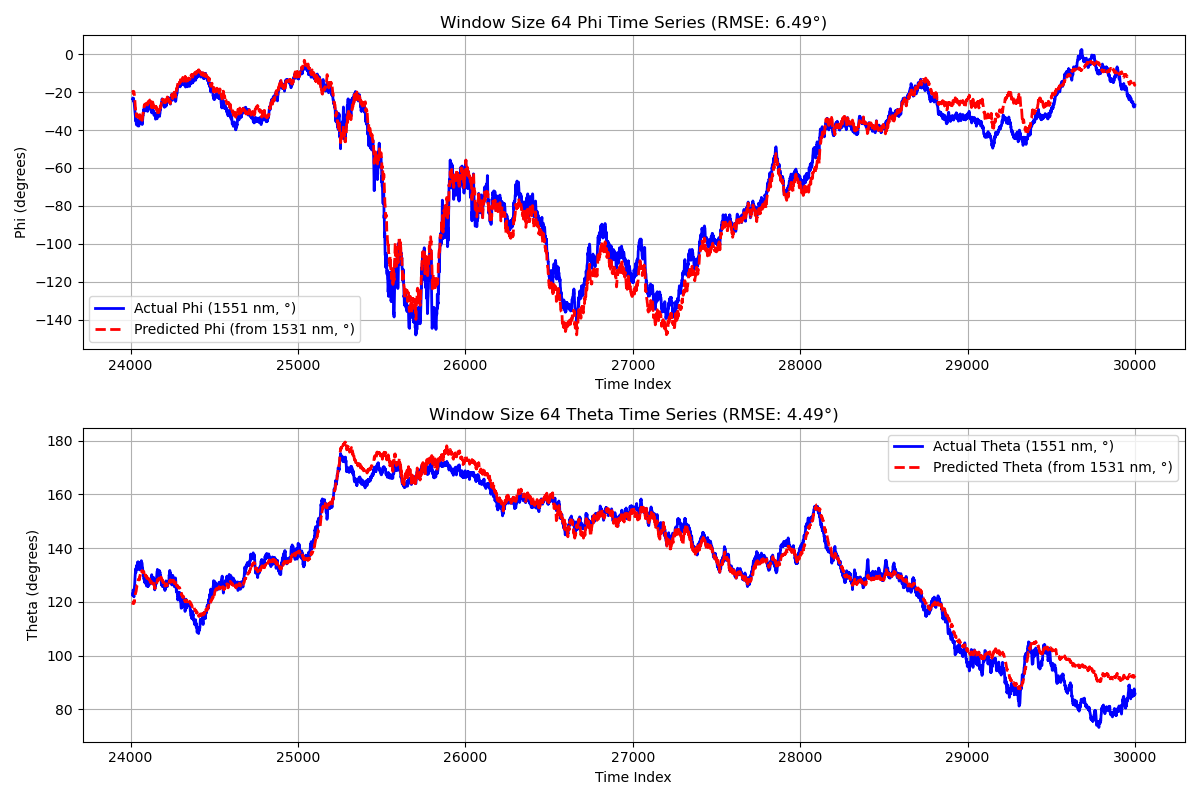 Window Size 64 Phi Time Series (RMSE: 6.49°)
0
−20
−40
−60
−80
−100
−120
−140
Phi (degrees)
Actual Phi (1551 nm, °)
Predicted Phi (from 1531 nm, °)
24000 25000 26000 27000 28000 29000 30000
Time Index
Window Size 64 Theta Time Series (RMSE: 4.49°)
180
160
140
120
100
80
Theta (degrees)
Actual Theta (1551 nm, °)
Predicted Theta (from 1531 nm, °)
24000 25000 26000 27000 28000 29000 30000
Time Index